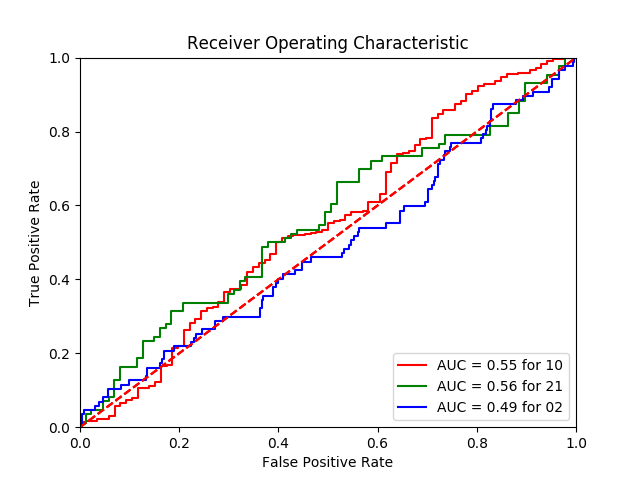 Receiver Operating Characteristic
True Positive Rate
1.0
0.8
0.6
0.4
0.2
0.0
AUC = 0.55 for 10
AUC = 0.56 for 21
AUC = 0.49 for 02
0.0 0.2 0.4 0.6 0.8 1.0
False Positive Rate